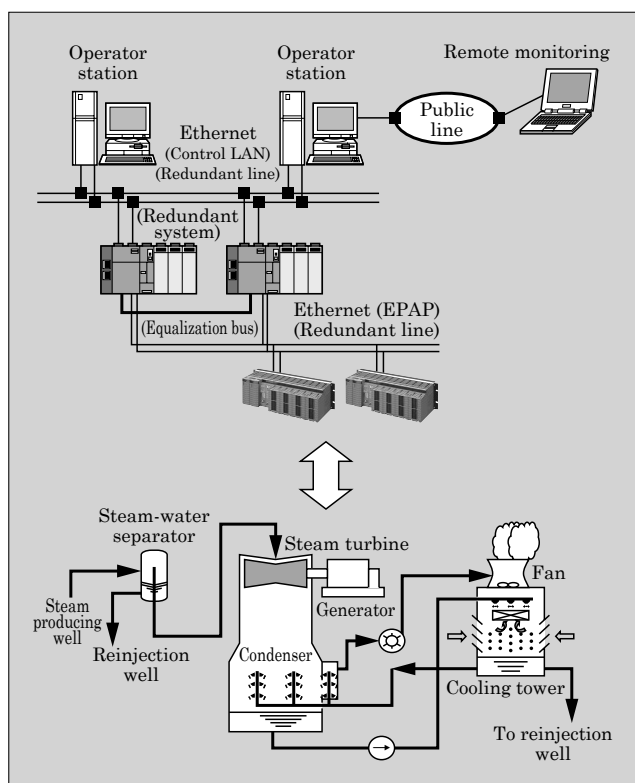 Operator
station
Operator
station
Remote monitoring
Public
line
Ethernet
(Control LAN)
(Redundant line)
(Redundant
system)
(Equalization bus)
Ethernet (EPAP)
(Redundant line)
Steam-water
separator
Steam turbine
Fan
Generator
Steam
producing
well
Reinjection
well
Condenser
Cooling tower
To reinjection
well